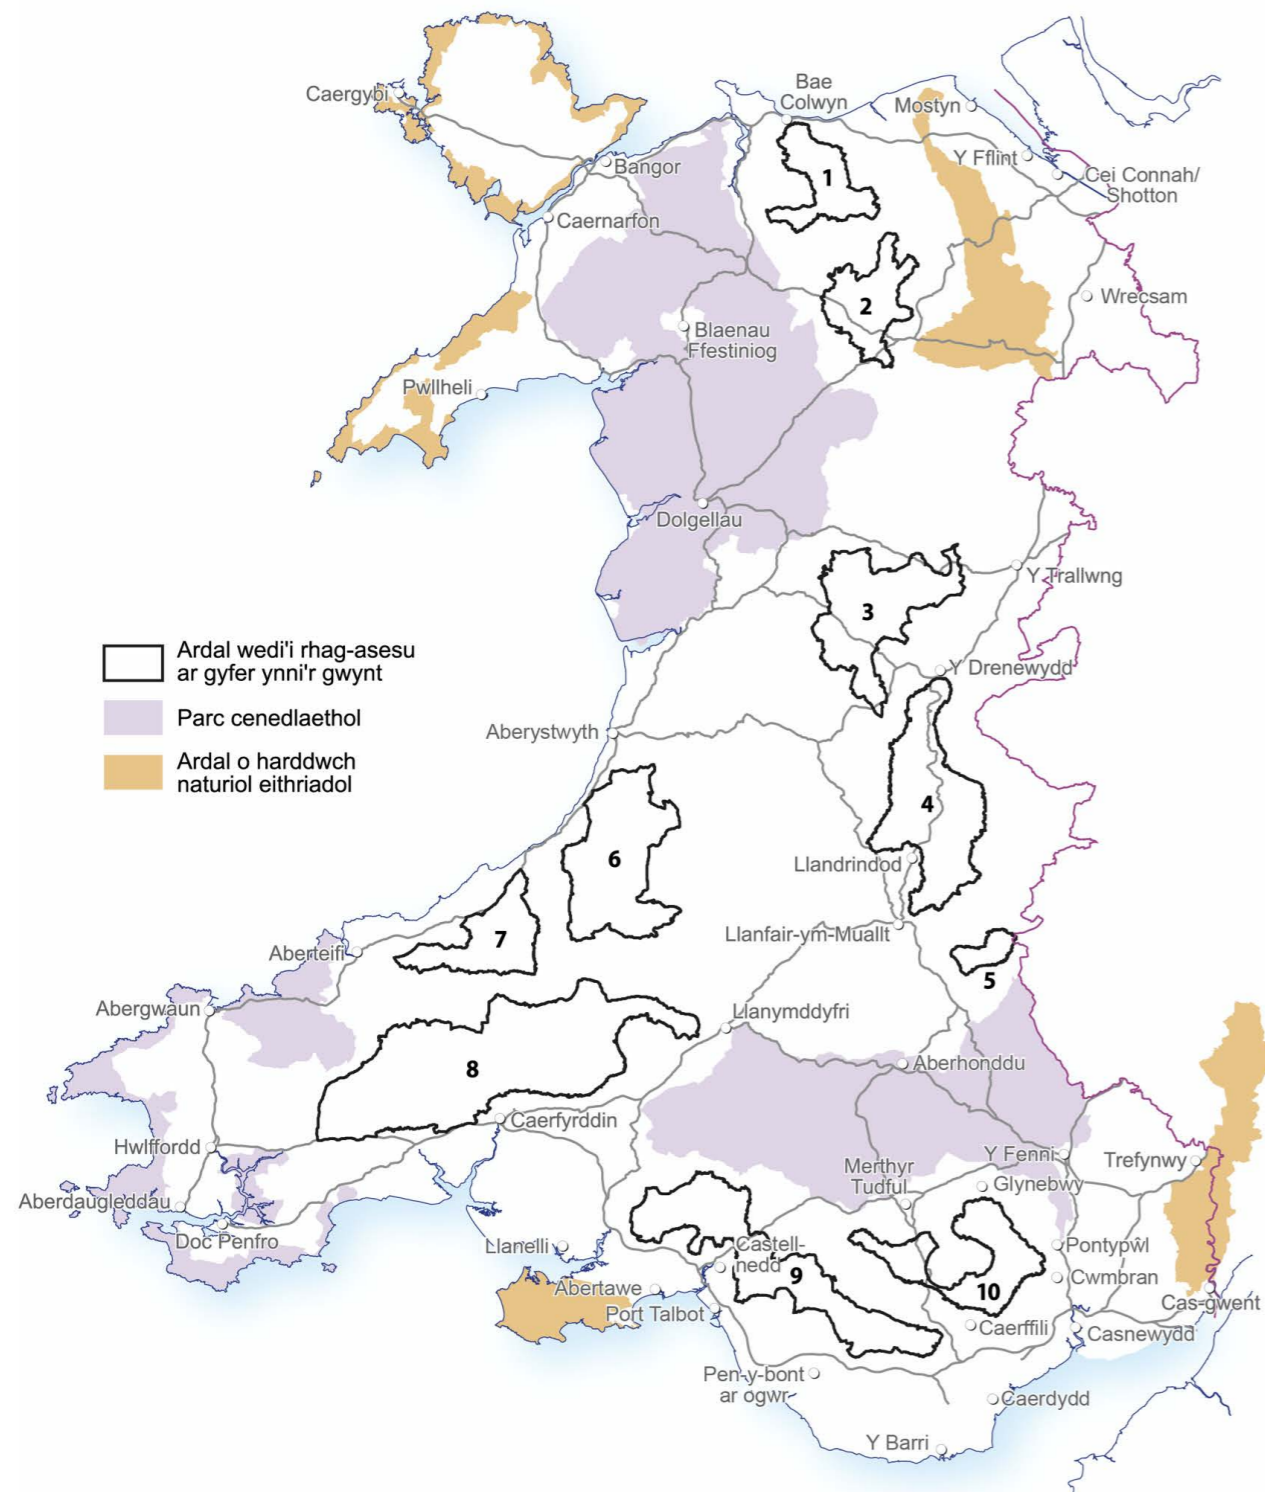 Caergybi
Bae
Colwyn
Mostyn
Y Fflint
Bangor
Cei Connah/
Shotton
1
Caernarfon
2
Wrecsam
Blaenau
Ffestiniog
Pwllheli
Dolgellau
Y Trallwng
3
Ardal wedi'i rhag-asesu
ar gyfer ynni'r gwynt
Parc cenedlaethol
Ardal o harddwch
naturiol eithriadol
Y Drenewydd
Aberystwyth
4
6
Llandrindod
7
Llanfair-ym-Muallt
Aberteifi
5
Abergwaun
Llanymddyfri
8
Aberhonddu
Caerfyrddin
Hwlffordd
Y Fenni
Trefynwy
Merthyr
Tudful
Glynebwy
Aberdaugleddau
Doc Penfro
Llanelli
Castell-
nedd
Pontypŵl
9
10
Cwmbran
Abertawe
Port Talbot
Cas-gwent
Caerffili
Casnewydd
Pen-y-bont
ar ogwr
Caerdydd
Y Barri